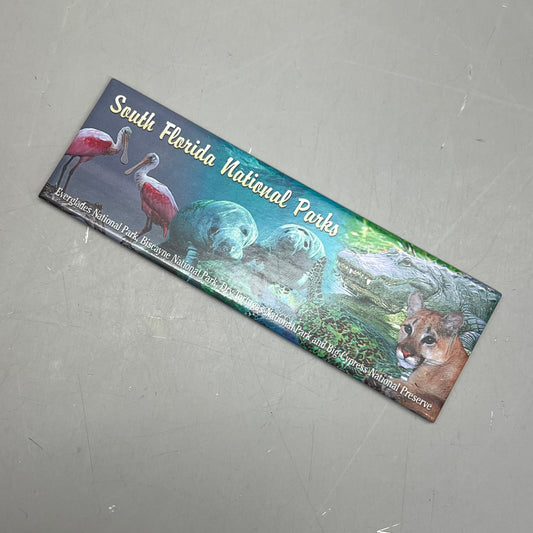 South Florida National Parks
Everglades National Park, Biscayne National Park, Dry Tortugas National Park and Big Cypress National Preserve